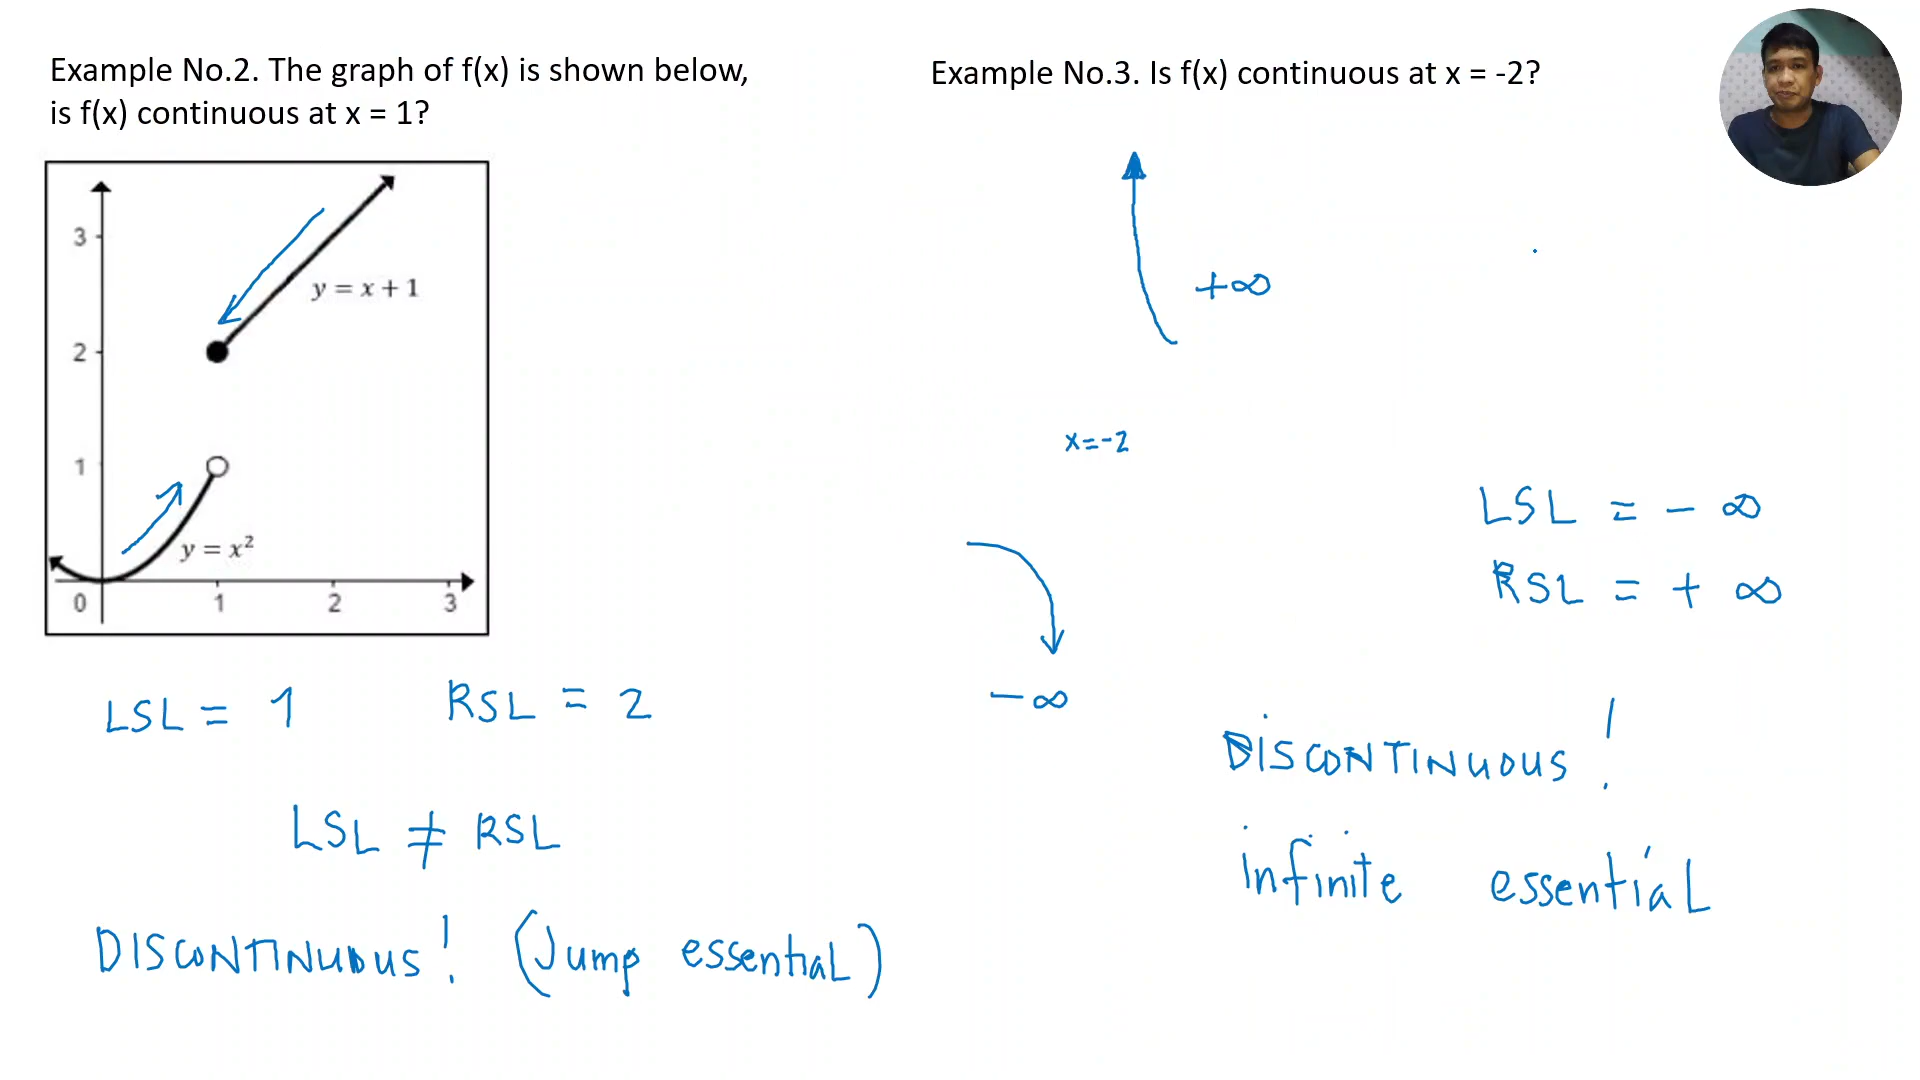 Example No.2. The graph of f(x) is shown below,
is f(x) continuous at x = 1?
3
y = x + 1
2
1
y = x²
0 1 2 3
LSL = 1 RSL = 2
LSL ≠ RSL
DISCONTINUOUS! (Jump essential)
Example No.3. Is f(x) continuous at x = -2?
+∞
x=-2
-∞
LSL = - ∞
RSL = + ∞
DISCONTINUOUS!
infinite essential